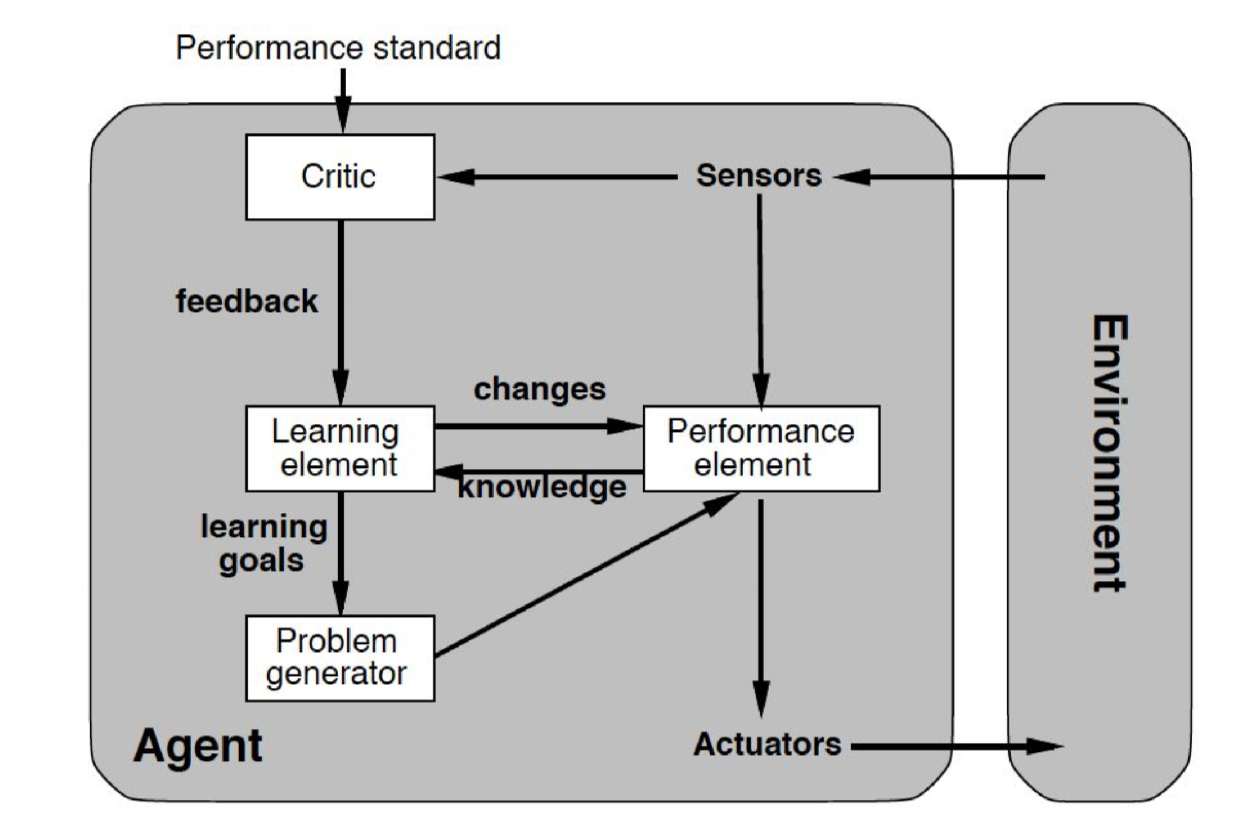 Performance standard
Critic
Sensors
feedback
changes
Learning
element
Performance
element
knowledge
learning
goals
Problem
generator
Agent
Actuators
Environment